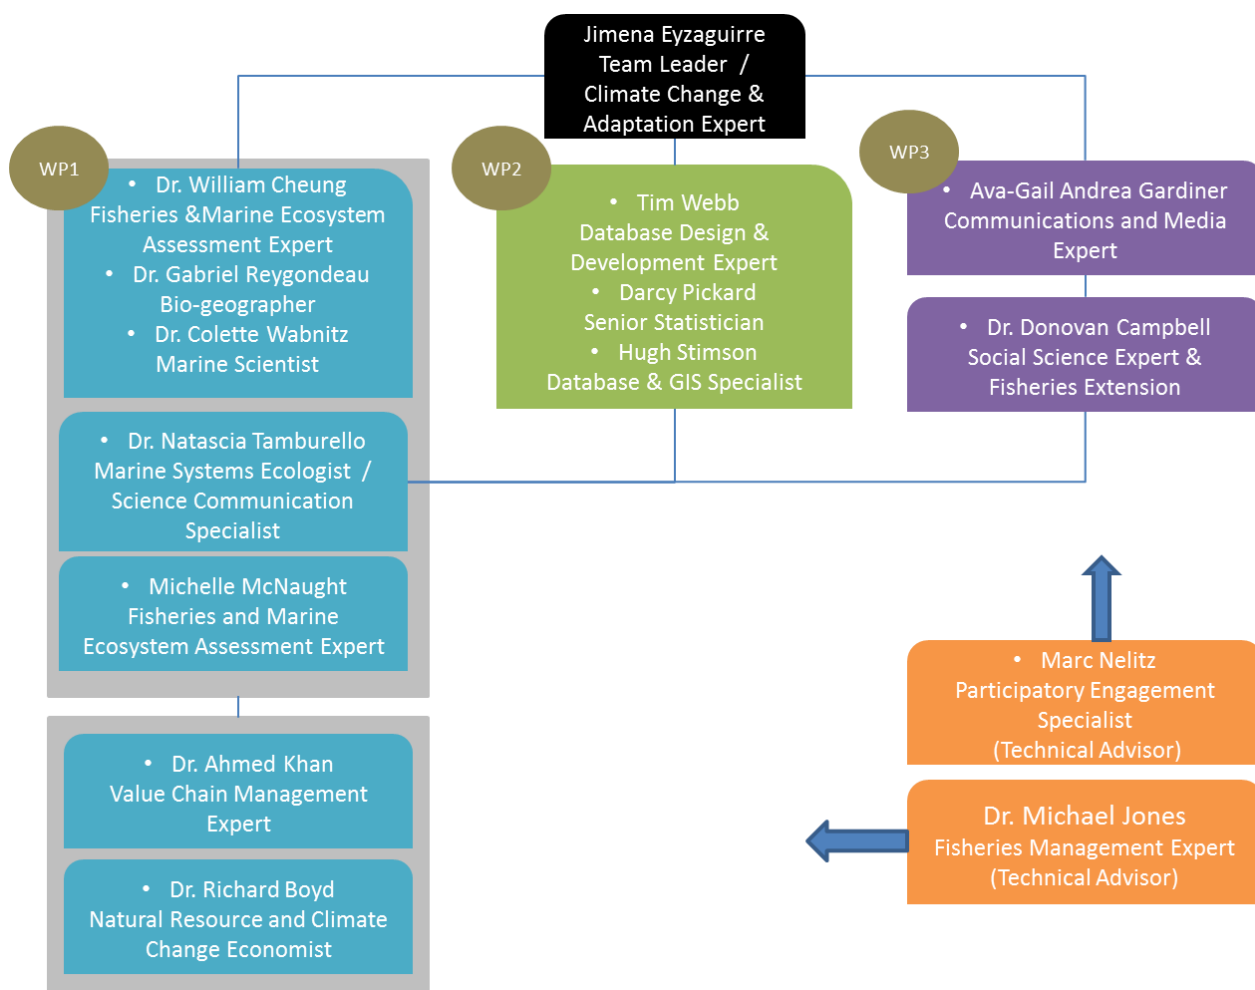 Jimena Eyzaguirre
Team Leader /
Climate Change &
Adaptation Expert
WP1
• Dr. William Cheung
Fisheries &Marine Ecosystem
Assessment Expert
• Dr. Gabriel Reygondeau
Bio-geographer
• Dr. Colette Wabnitz
Marine Scientist
• Dr. Natascia Tamburello
Marine Systems Ecologist /
Science Communication
Specialist
• Michelle McNaught
Fisheries and Marine
Ecosystem Assessment Expert
• Dr. Ahmed Khan
Value Chain Management
Expert
• Dr. Richard Boyd
Natural Resource and Climate
Change Economist
WP2
• Tim Webb
Database Design &
Development Expert
• Darcy Pickard
Senior Statistician
• Hugh Stimson
Database & GIS Specialist
WP3
• Ava-Gail Andrea Gardiner
Communications and Media
Expert
• Dr. Donovan Campbell
Social Science Expert &
Fisheries Extension
• Marc Nelitz
Participatory Engagement
Specialist
(Technical Advisor)
Dr. Michael Jones
Fisheries Management Expert
(Technical Advisor)